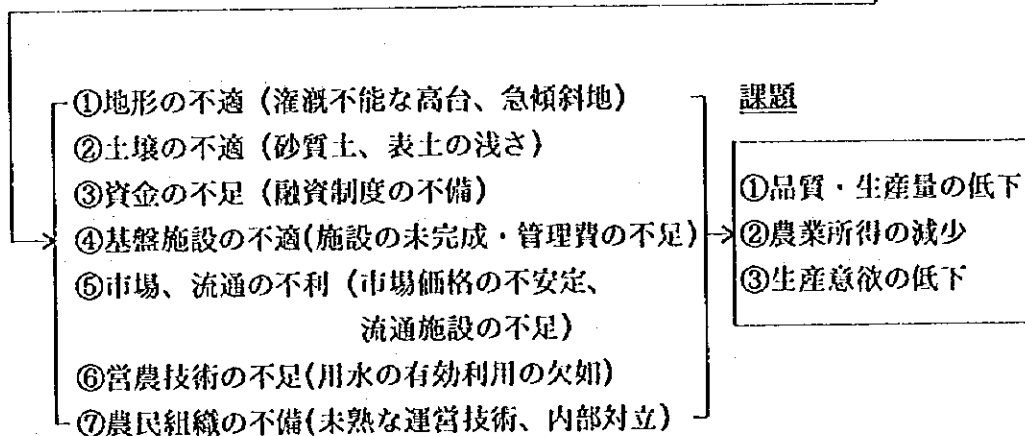 ①地形の不適（灌漑不能な高台、急傾斜地）
②土壌の不適（砂質土、表土の浅さ）
③資金の不足（融資制度の不備）
④基盤施設の不適(施設の未完成・管理費の不足)
⑤市場、流通の不利（市場価格の不安定、
流通施設の不足）
⑥営農技術の不足(用水の有効利用の欠如)
⑦農民組織の不備(未熟な運営技術、内部対立)
課題
①品質・生産量の低下
②農業所得の減少
③生産意欲の低下